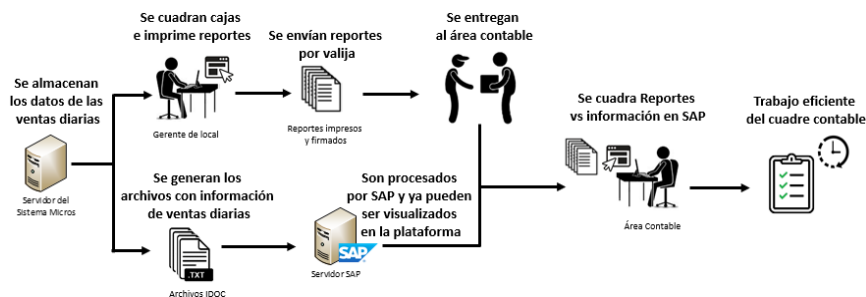 Se almacenan
los datos de las
ventas diarias
Servidor del
Sistema Micros
Se cuadran cajas
e imprime reportes
Gerente de local
Se envían reportes
por valija
Reportes impresos
y firmados
Se entregan
al área contable
Se generan los
archivos con información
de ventas diarias
.TXT
Archivos IDOC
Son procesados
por SAP y ya pueden
ser visualizados
en la plataforma
SAP
Servidor SAP
Se cuadra Reportes
vs información en SAP
Área Contable
Trabajo eficiente
del cuadre contable